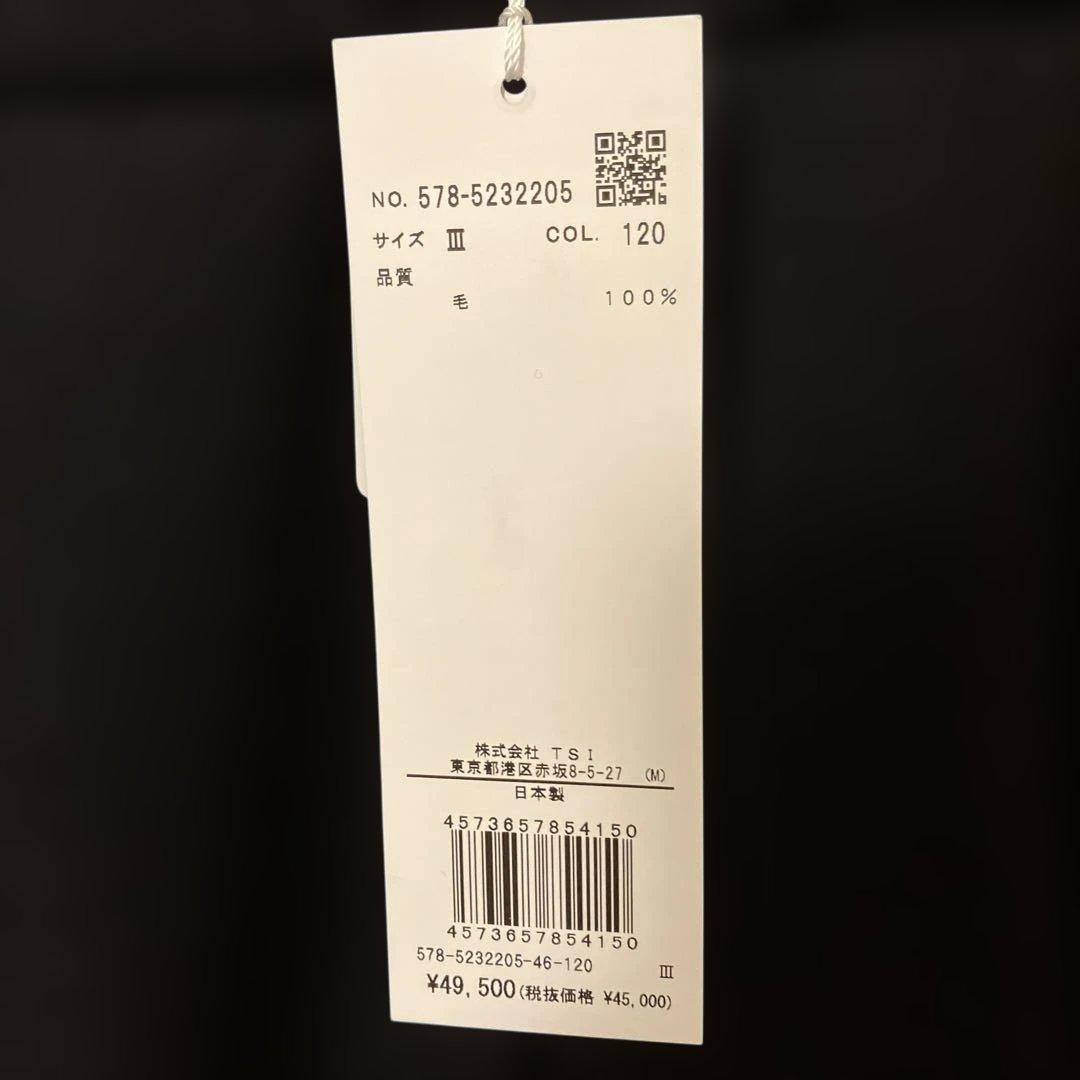 NO. 578-5232205
サイズ Ⅲ COL. 120
品質
毛 100%
株式会社 TSI
東京都港区赤坂8-5-27 (M)
日本製
4573657854150
4573657854150
578-5232205-46-120 Ⅲ
¥49,500(税抜価格 ¥45,000)